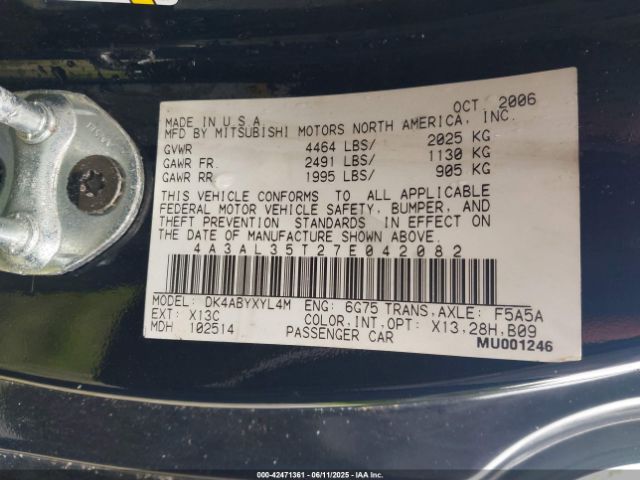 OCT. 2006
MADE IN U.S.A.
MFD BY MITSUBISHI MOTORS NORTH AMERICA, INC.
GVWR 4464 LBS/ 2025 KG
GAWR FR. 2491 LBS/ 1130 KG
GAWR RR. 1995 LBS/ 905 KG
THIS VEHICLE CONFORMS TO ALL APPLICABLE
FEDERAL MOTOR VEHICLE SAFETY, BUMPER, AND
THEFT PREVENTION STANDARDS IN EFFECT ON
THE DATE OF MANUFACTURE SHOWN ABOVE.
4A3AL35T27E042082
MODEL: DK4ABYXYL4M ENG: 6G75 TRANS,AXLE: F5A5A
EXT: X13C COLOR,INT,OPT: X13,28H,B09
MDH 102514 PASSENGER CAR
MU001246
000-42471361 - 06/11/2025 - IAA Inc.